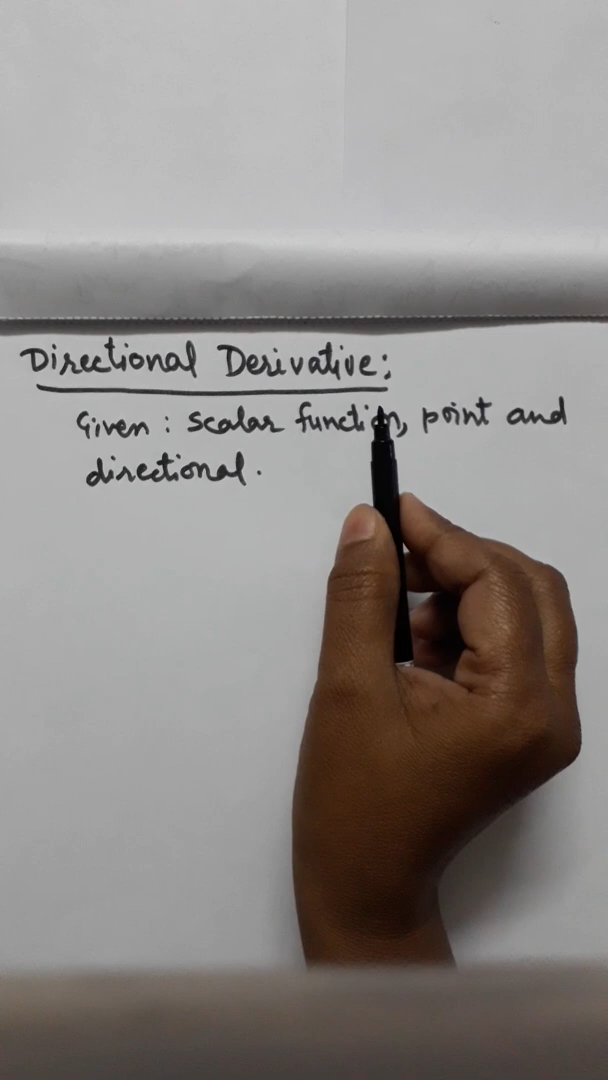 Directional Derivative:
Given : scalar function, point and
directional.